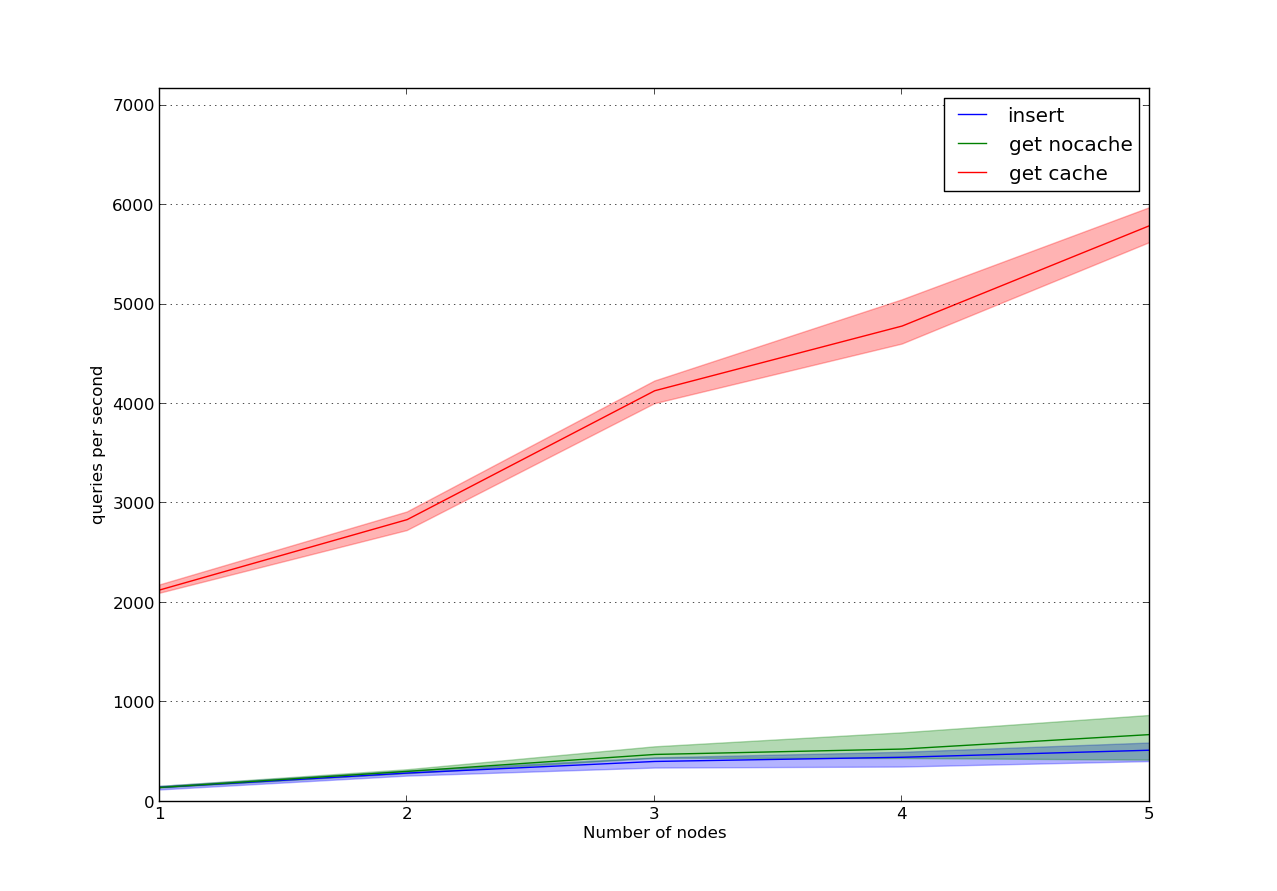 7000
6000
5000
4000
3000
2000
1000
0
queries per second
1 2 3 4 5
Number of nodes
insert
get nocache
get cache